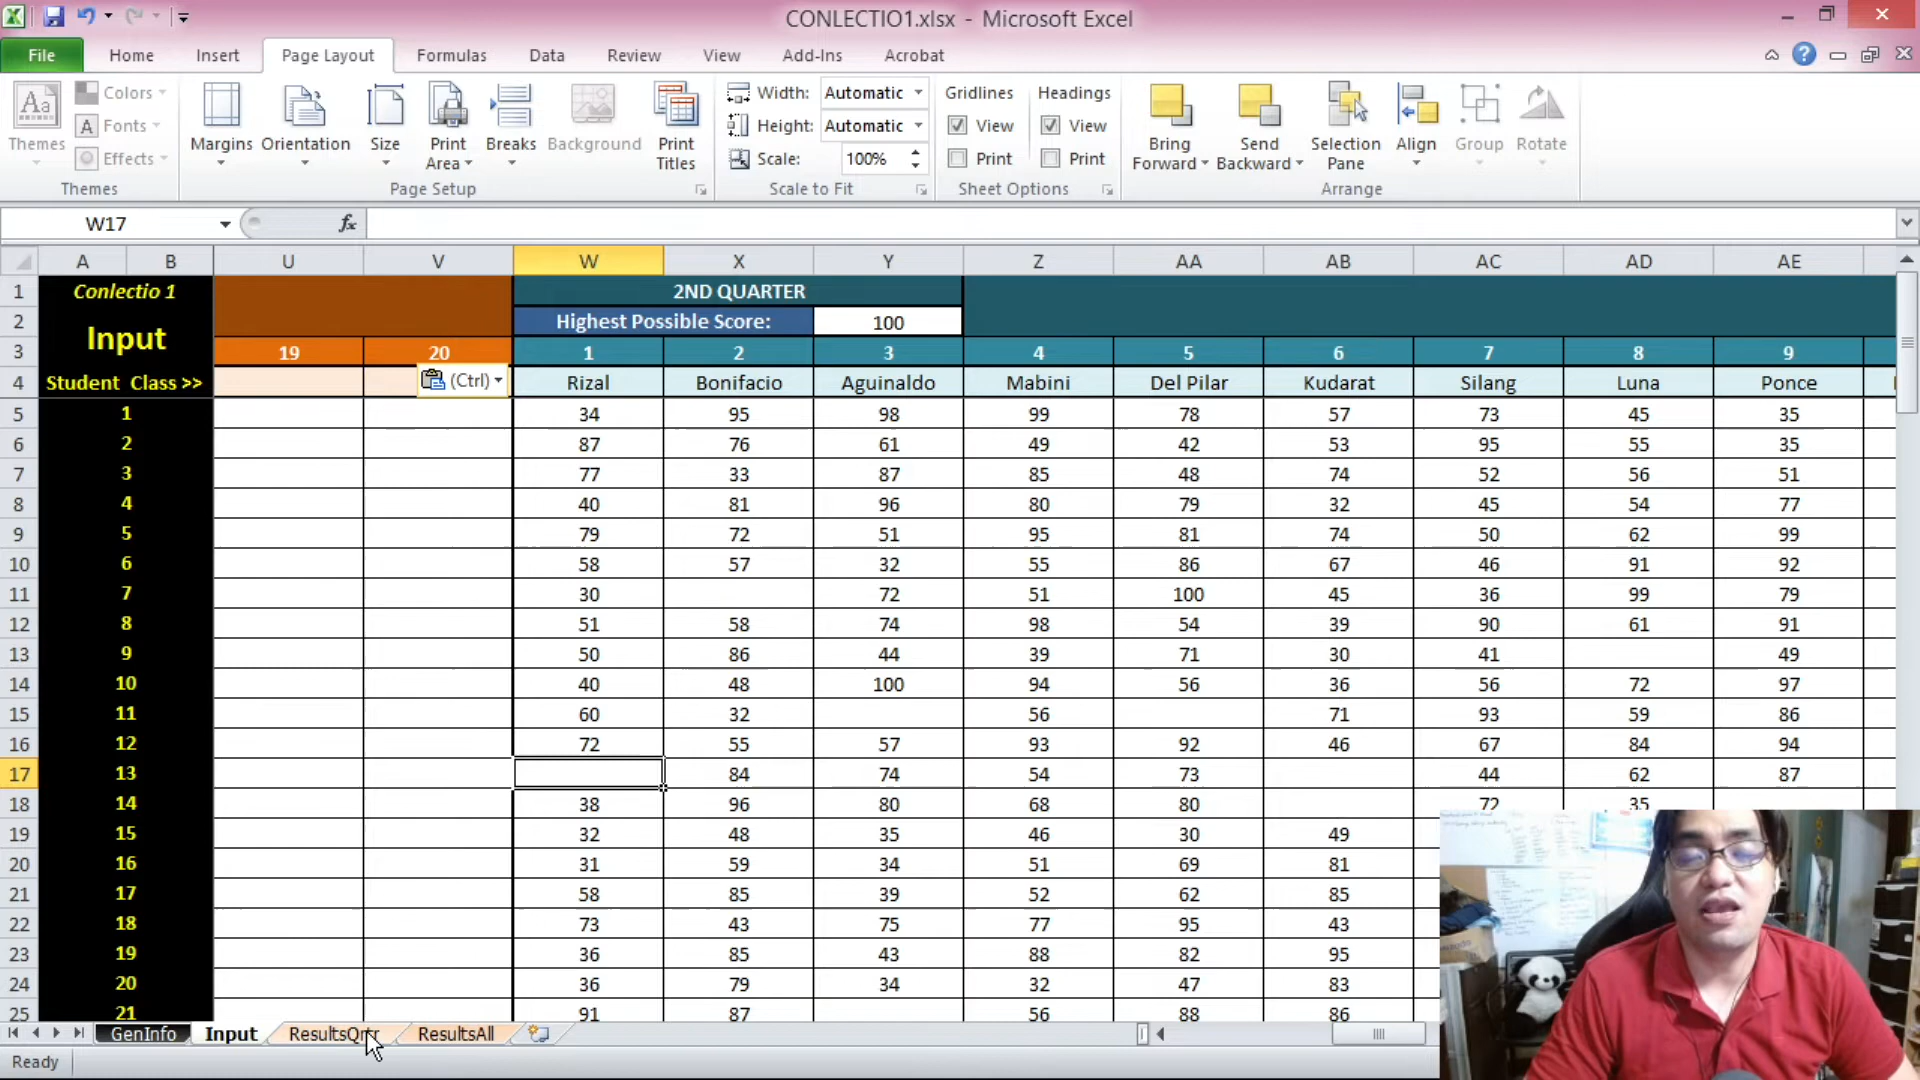 CONLECTIO1.xlsx - Microsoft Excel
File Home Insert Page Layout Formulas Data Review View Add-Ins Acrobat
Colors Width: Automatic Gridlines Headings
Fonts Height: Automatic View View
Effects Scale: 100% Print Print
Themes Margins Orientation Size Print Area Breaks Background Print Titles Bring Forward Send Backward Selection Pane Align Group Rotate
Themes Page Setup Scale to Fit Sheet Options Arrange
W17 fx
A B U V W X Y Z AA AB AC AD AE
1 Conlectio 1 2ND QUARTER
2 Input Highest Possible Score: 100
3 19 20 1 2 3 4 5 6 7 8 9
4 Student Class >> (Ctrl) Rizal Bonifacio Aguinaldo Mabini Del Pilar Kudarat Silang Luna Ponce
5 1 34 95 98 99 78 57 73 45 35
6 2 87 76 61 49 42 53 95 55 35
7 3 77 33 87 85 48 74 52 56 51
8 4 40 81 96 80 79 32 45 54 77
9 5 79 72 51 95 81 74 50 62 99
10 6 58 57 32 55 86 67 46 91 92
11 7 30 72 51 100 45 36 99 79
12 8 51 58 74 98 54 39 90 61 91
13 9 50 86 44 39 71 30 41 49
14 10 40 48 100 94 56 36 56 72 97
15 11 60 32 56 71 93 59 86
16 12 72 55 57 93 92 46 67 84 94
17 13 84 74 54 73 44 62 87
18 14 38 96 80 68 80 72 35
19 15 32 48 35 46 30 49
20 16 31 59 34 51 69 81
21 17 58 85 39 52 62 85
22 18 73 43 75 77 95 43
23 19 36 85 43 88 82 95
24 20 36 79 34 32 47 83
25 21 91 87 56 88 86
GenInfo Input ResultsQrtr ResultsAll
Ready